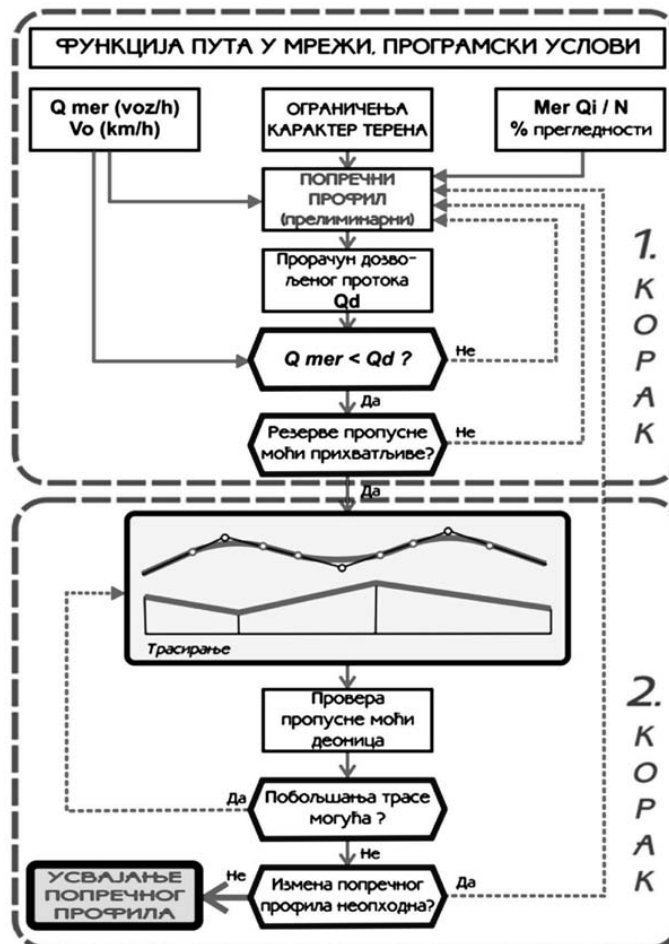 ФУНКЦИЈА ПУТА У МРЕЖИ, ПРОГРАМСКИ УСЛОВИ
Q mer (voz/h)
Vo (km/h)
ОГРАНИЧЕЊА
КАРАКТЕР ТЕРЕНА
Mer Qi / N
% прегледности
ПОПРЕЧНИ
ПРОФИЛ
(прелиминарни)
Прорачун дозво-
љеног протока
Qd
Q mer < Qd ?
Не
Да
Резерве пропусне
моћи прихватљиве?
Не
Да
1. КОРАК
Трасирање
Провера
пропусне моћи
деоница
Да
Побољшања трасе
могућа ?
Не
Измена попречног
профила неопходна?
Не
Да
УСВАЈАЊЕ
ПОПРЕЧНОГ
ПРОФИЛА
2. КОРАК